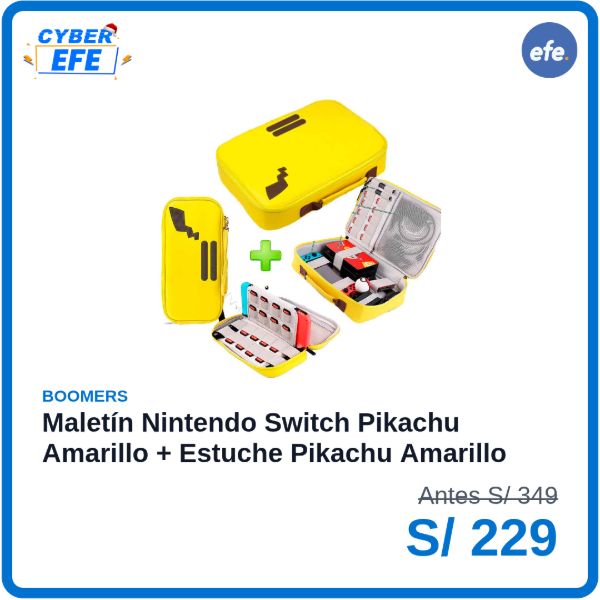 CYBER
EFE
efe.
BOOMERS
Maletín Nintendo Switch Pikachu
Amarillo + Estuche Pikachu Amarillo
Antes S/ 349
S/ 229